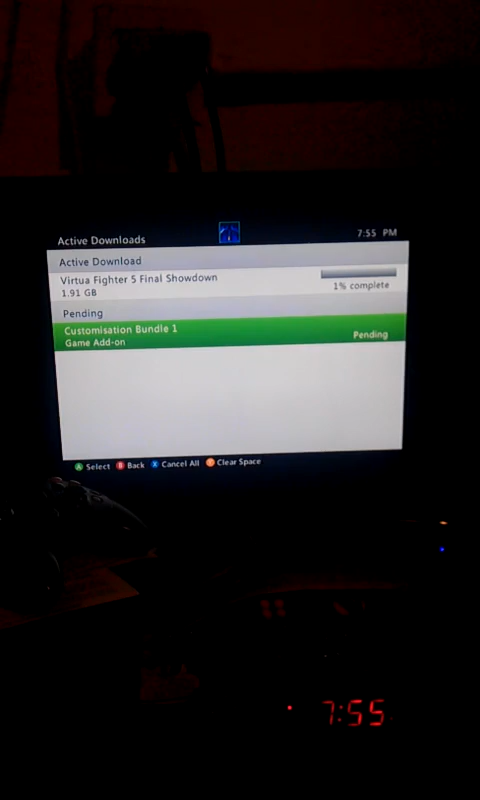 Active Downloads
7:55 PM
Active Download
Virtua Fighter 5 Final Showdown
1.91 GB
1% complete
Pending
Customisation Bundle 1
Game Add-on
Pending
A Select B Back X Cancel All Y Clear Space
7:55